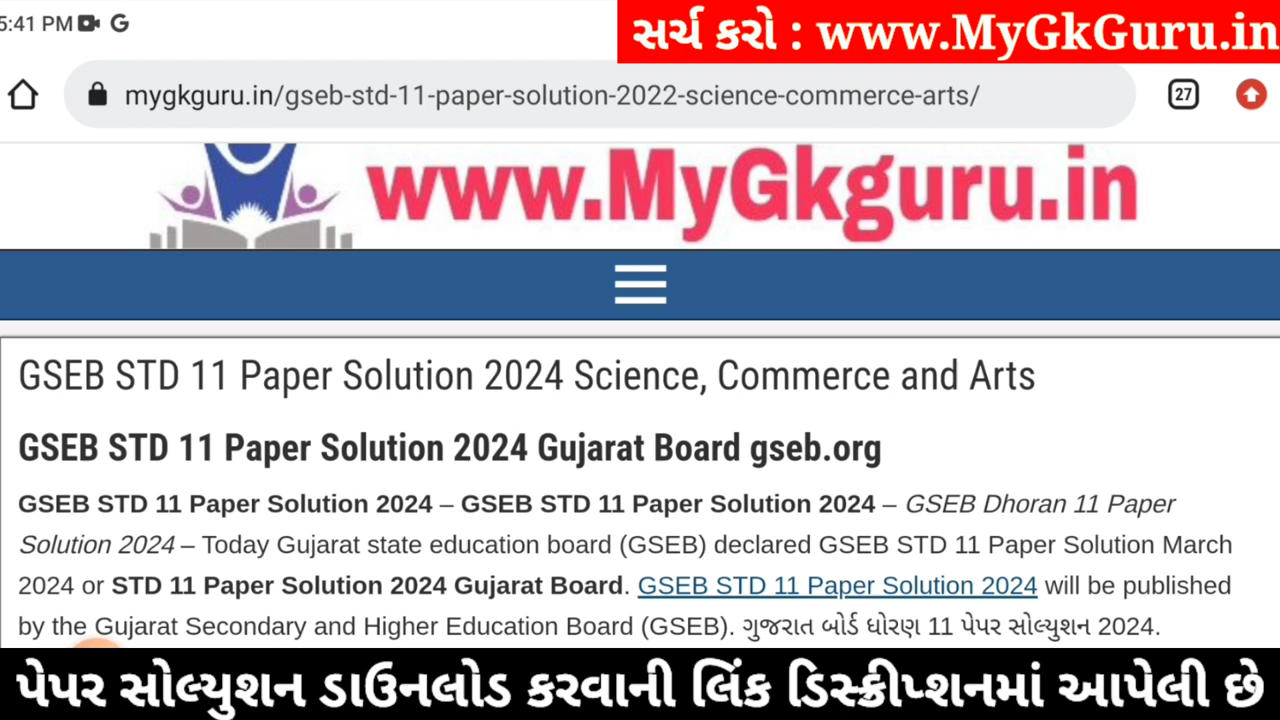 5:41 PM
સર્ચ કરો : www.MyGkGuru.in
mygkguru.in/gseb-std-11-paper-solution-2022-science-commerce-arts/
27
www.MyGkguru.in
GSEB STD 11 Paper Solution 2024 Science, Commerce and Arts
GSEB STD 11 Paper Solution 2024 Gujarat Board gseb.org
GSEB STD 11 Paper Solution 2024 – GSEB STD 11 Paper Solution 2024 – GSEB Dhoran 11 Paper
Solution 2024 – Today Gujarat state education board (GSEB) declared GSEB STD 11 Paper Solution March
2024 or STD 11 Paper Solution 2024 Gujarat Board. GSEB STD 11 Paper Solution 2024 will be published
by the Gujarat Secondary and Higher Education Board (GSEB). ગુજરાત બોર્ડ ધોરણ 11 પેપર સોલ્યુશન 2024.
પેપર સોલ્યુશન ડાઉનલોડ કરવાની લિંક ડિસ્ક્રીપ્શનમાં આપેલી છે